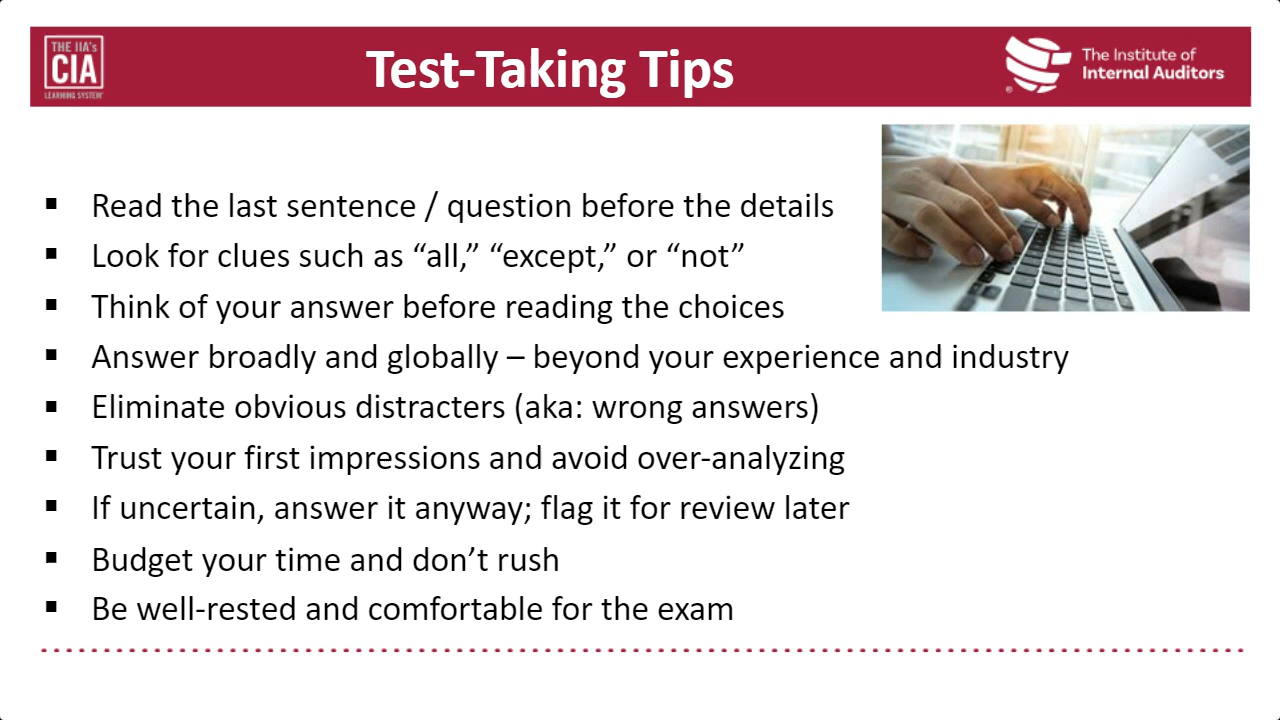 THE IIA's
CIA
LEARNING SYSTEM®
Test-Taking Tips
The Institute of
Internal Auditors
®
▪ Read the last sentence / question before the details
▪ Look for clues such as “all,” “except,” or “not”
▪ Think of your answer before reading the choices
▪ Answer broadly and globally – beyond your experience and industry
▪ Eliminate obvious distracters (aka: wrong answers)
▪ Trust your first impressions and avoid over-analyzing
▪ If uncertain, answer it anyway; flag it for review later
▪ Budget your time and don’t rush
▪ Be well-rested and comfortable for the exam